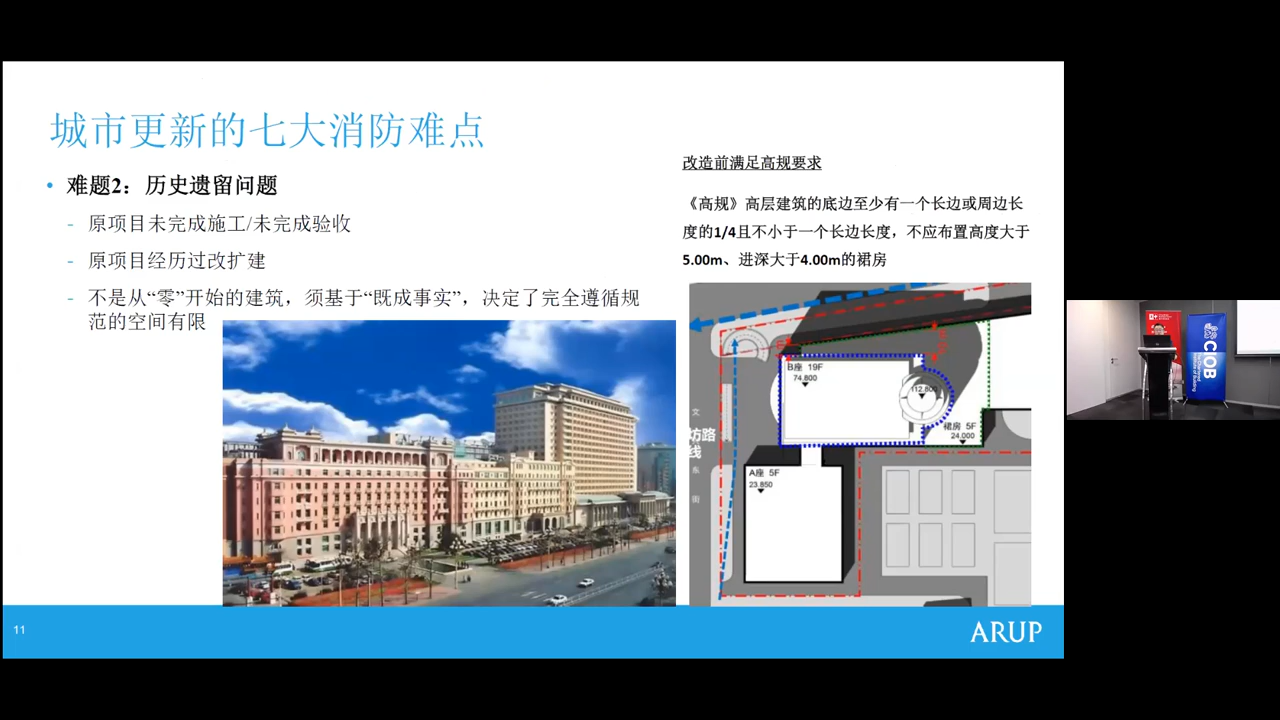 城市更新的七大消防难点
• 难题2：历史遗留问题
- 原项目未完成施工/未完成验收
- 原项目经历过改扩建
- 不是从“零”开始的建筑，须基于“既成事实”，决定了完全遵循规
范的空间有限
改造前满足高规要求
《高规》高层建筑的底边至少有一个长边或周边长
度的1/4且不小于一个长边长度，不应布置高度大于
5.00m、进深大于4.00m的裙房
B座 19F
74.800
112.800
裙房 5F
24.000
文
坊路
线
东
街
A座 5F
23.850
11
ARUP
CIOB